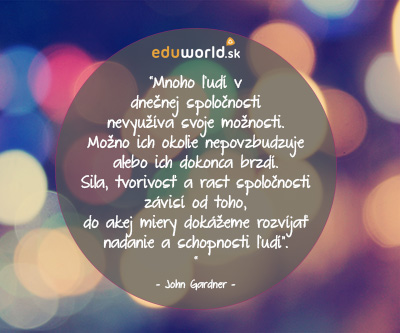 eduworld.sk
"Mnoho ľudí v
dnečnej spoločnosti
nevyužíva svoje možnosti.
Možno ich okolie nepovzbudzuje
alebo ich dokonca brzdí.
Sila, tvorivosť a rast spoločnosti
závisí od toho,
do akej miery dokážeme rozvíjať
nadanie a schopnosti ľudí".
"
- John Gardner -